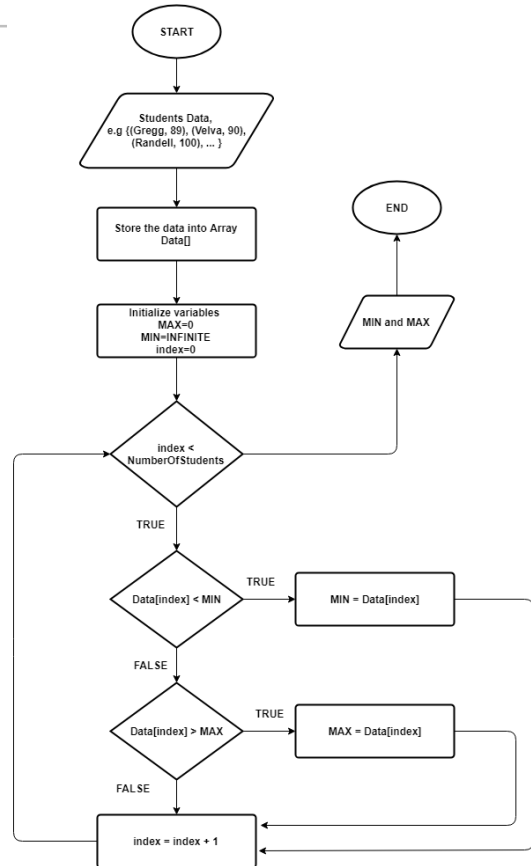 START
Students Data,
e.g {(Gregg, 89), (Velva, 90),
(Randell, 100), ... }
Store the data into Array
Data[]
END
Initialize variables
MAX=0
MIN=INFINITE
index=0
MIN and MAX
index <
NumberOfStudents
TRUE
Data[index] < MIN
TRUE
MIN = Data[index]
FALSE
Data[index] > MAX
TRUE
MAX = Data[index]
FALSE
index = index + 1